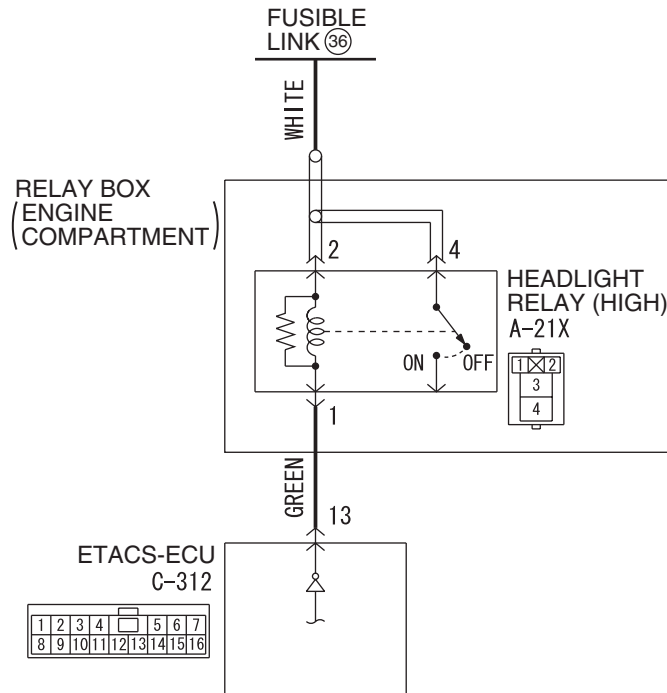 FUSIBLE
LINK 36
WHITE
RELAY BOX
(ENGINE
COMPARTMENT)
2
4
HEADLIGHT
RELAY (HIGH)
A-21X
ON
OFF
1 2
3
4
1
GREEN
13
ETACS-ECU
C-312
1 2 3 4 5 6 7
8 9 10 11 12 13 14 15 16